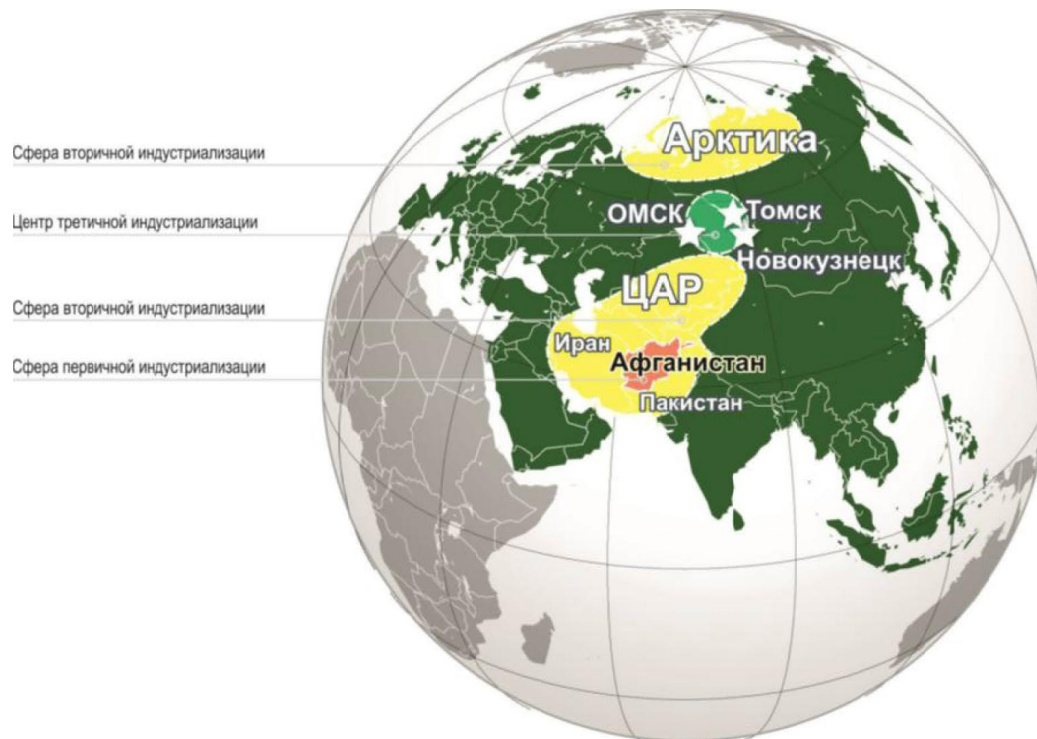 Арктика
Сфера вторичной индустриализации
ОМСК
Томск
Центр третичной индустриализации
Новокузнецк
ЦАР
Сфера вторичной индустриализации
Иран
Афганистан
Сфера первичной индустриализации
Пакистан